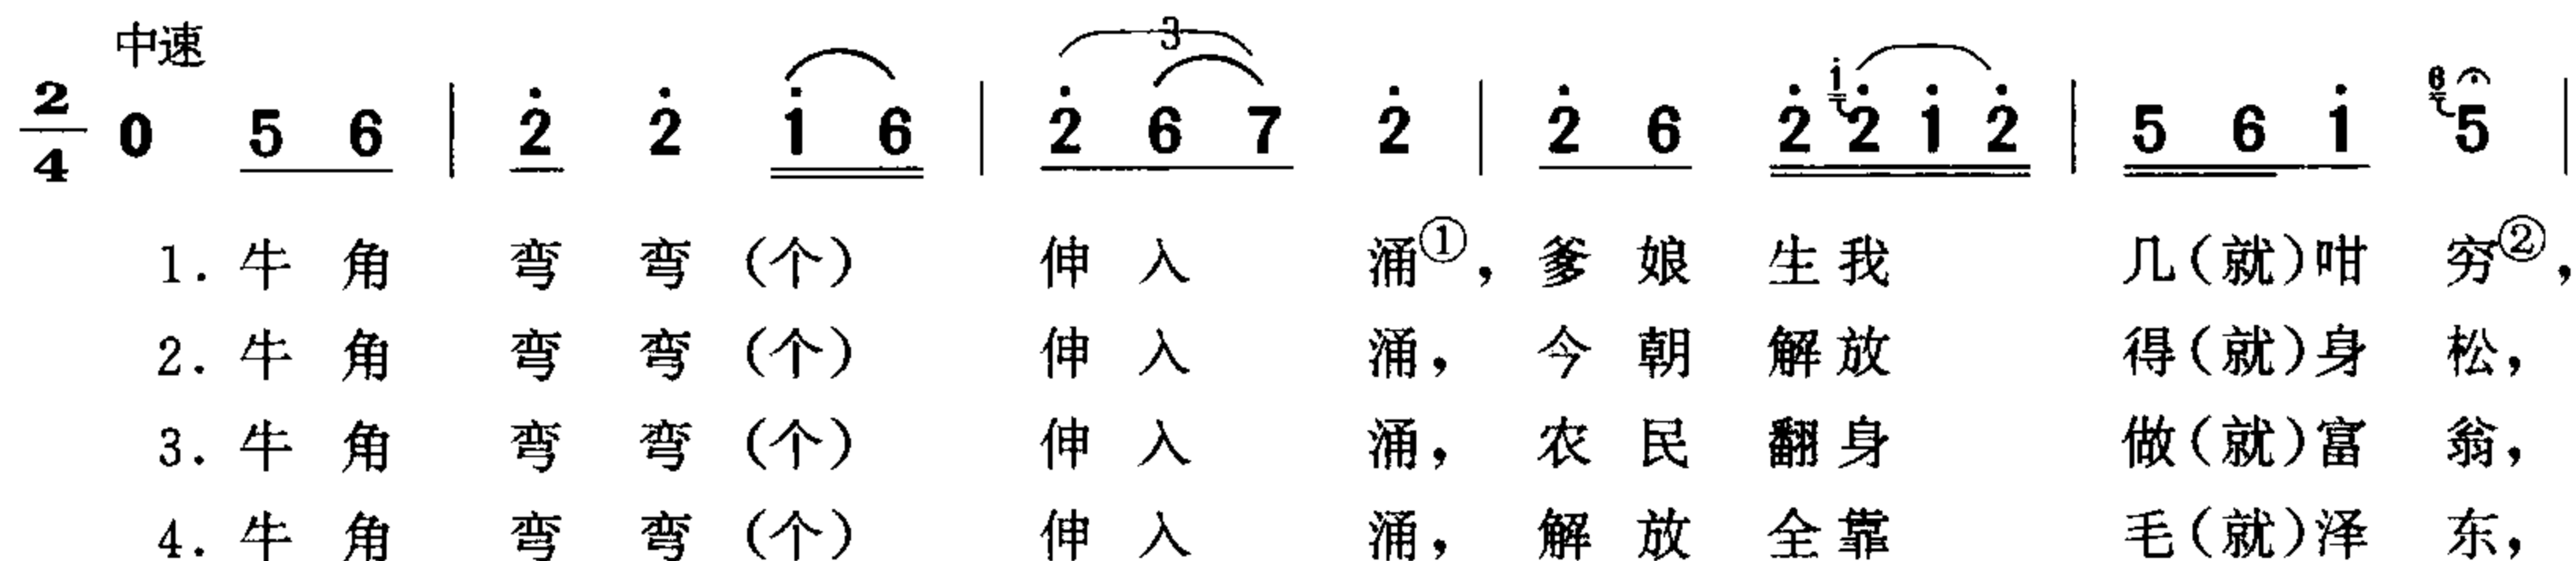 中速
2/4 0 5 6 | 2̇ 2̇ 1̇ 6 | 2̇ 6 7 2̇ | 2̇ 6 2̇ 2̇ 1̇ 2̇ | 5 6 1̇ 5 |
1. 牛 角 弯 弯 (个) 伸 入 涌①, 爹 娘 生 我 几(就)咁 穷②,
2. 牛 角 弯 弯 (个) 伸 入 涌, 今 朝 解 放 得(就)身 松,
3. 牛 角 弯 弯 (个) 伸 入 涌, 农 民 翻 身 做(就)富 翁,
4. 牛 角 弯 弯 (个) 伸 入 涌, 解 放 全 靠 毛(就)泽 东,